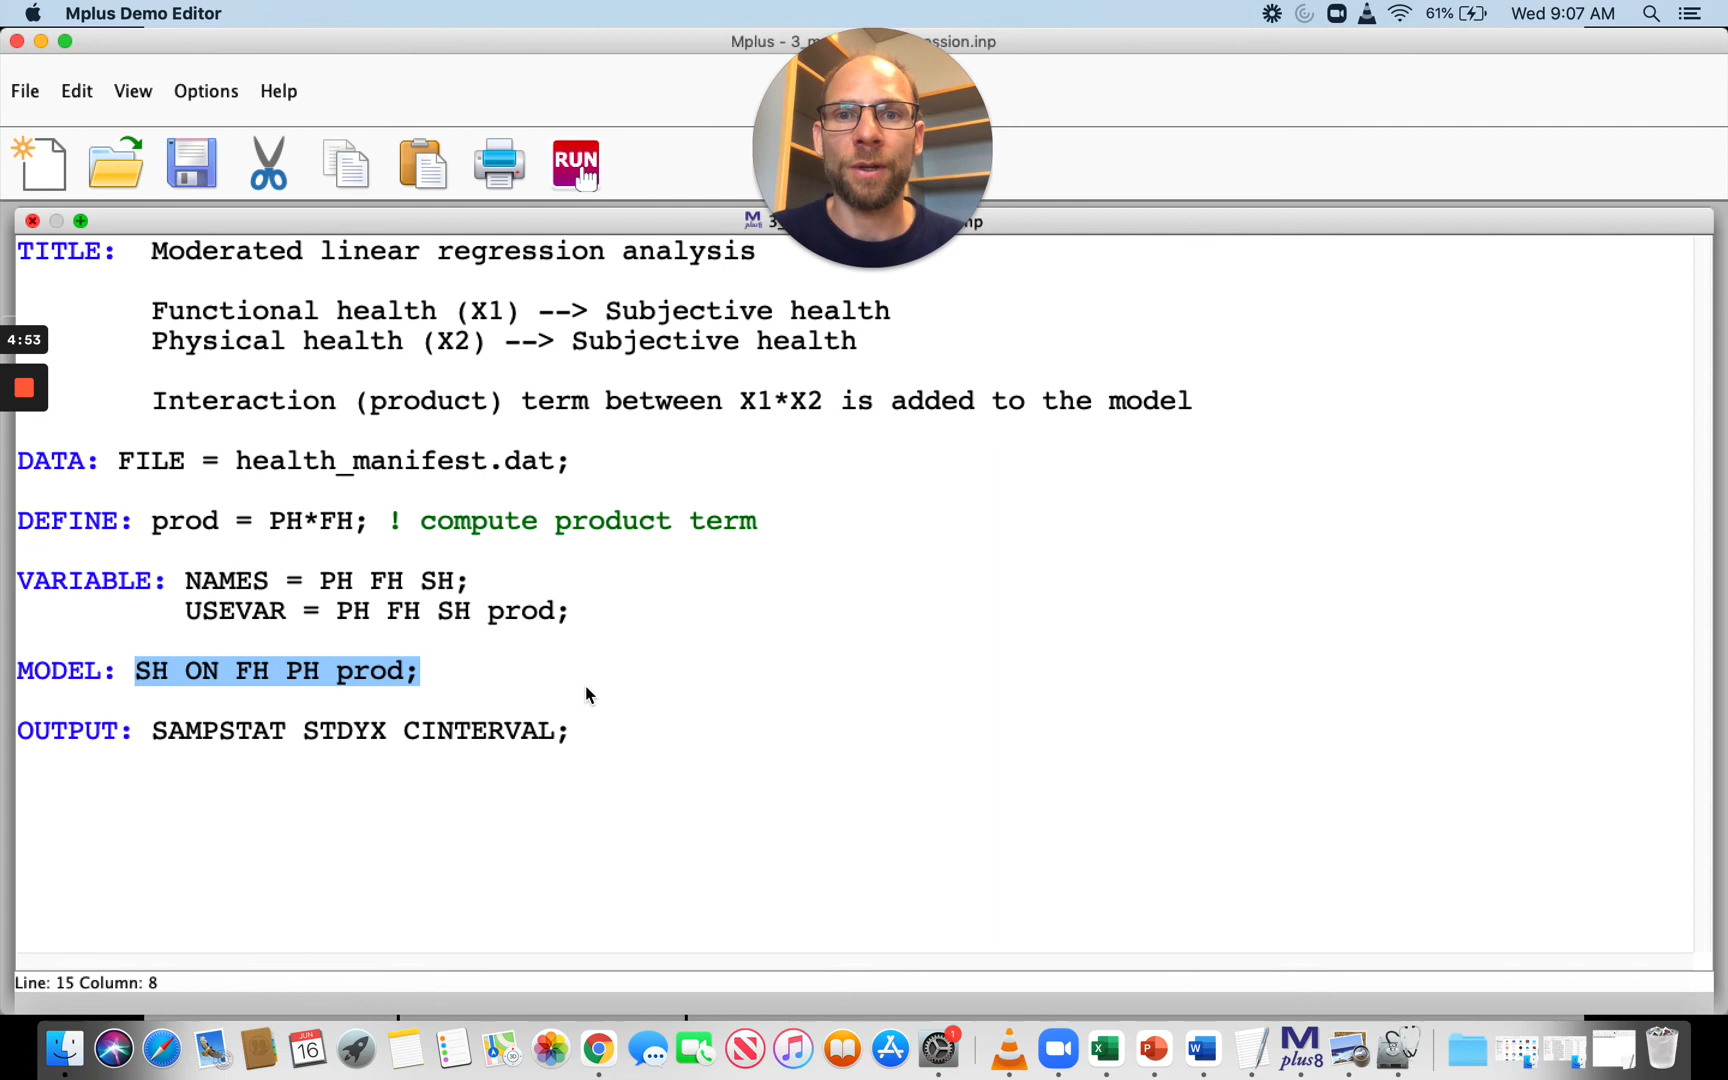 Mplus Demo Editor
61%
Wed 9:07 AM
Mplus - 3_m ssion.inp
File Edit View Options Help
RUN
TITLE: Moderated linear regression analysis
Functional health (X1) --> Subjective health
4:53
Physical health (X2) --> Subjective health
Interaction (product) term between X1*X2 is added to the model
DATA: FILE = health_manifest.dat;
DEFINE: prod = PH*FH; ! compute product term
VARIABLE: NAMES = PH FH SH;
USEVAR = PH FH SH prod;
MODEL: SH ON FH PH prod;
OUTPUT: SAMPSTAT STDYX CINTERVAL;
Line: 15 Column: 8
JUN
16
1
M
plus8